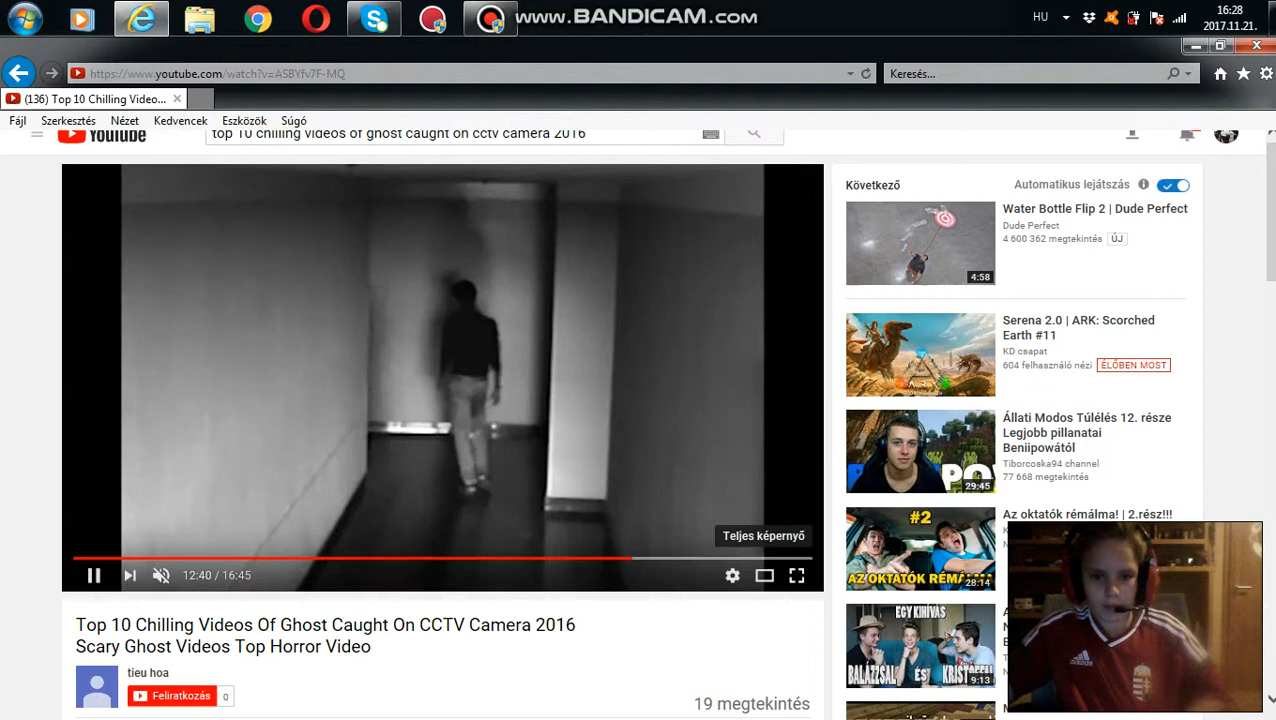 www.BANDICAM.com
HU
16:28
2017.11.21.
https://www.youtube.com/watch?v=ASBYfv7F-MQ
Keresés...
(136) Top 10 Chilling Video...
Fájl Szerkesztés Nézet Kedvencek Eszközök Súgó
YouTube
top 10 chilling videos of ghost caught on cctv camera 2016
Következő
Automatikus lejátszás
Water Bottle Flip 2 | Dude Perfect
Dude Perfect
4 600 362 megtekintés ÚJ
4:58
Serena 2.0 | ARK: Scorched
Earth #11
KD csapat
604 felhasználó nézi ÉLŐBEN MOST
ARK
Állati Modos Túlélés 12. része
Legjobb pillanatai
Beniipowától
Tiborcoska94 channel
77 668 megtekintés
29:45
Az oktatók rémálma! | 2.rész!!!
#2
AZ OKTATÓK RÉMÁLMA!
28:14
EGY KIHÍVÁS
BALÁZZSAL ÉS KRISTOFFAL
9:13
Teljes képernyő
12:40 / 16:45
Top 10 Chilling Videos Of Ghost Caught On CCTV Camera 2016
Scary Ghost Videos Top Horror Video
tieu hoa
Feliratkozás 0
19 megtekintés
adidas